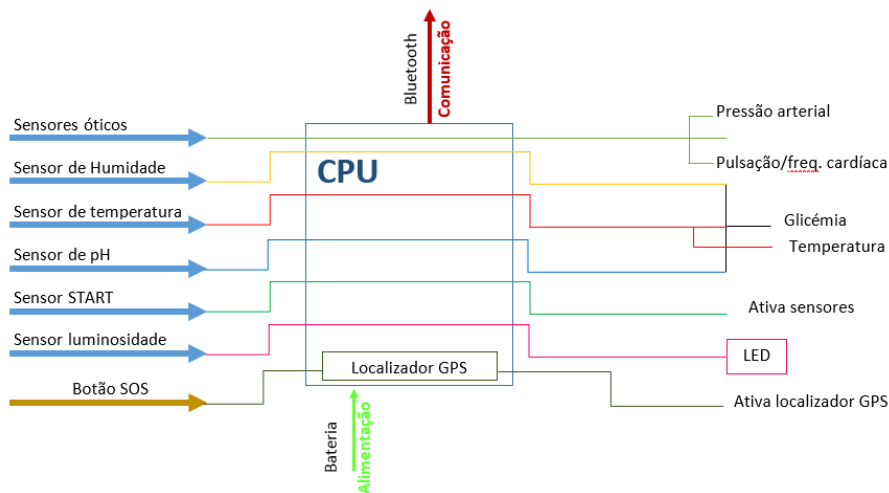 Bluetooth
Comunicação
Sensores óticos
Pressão arterial
Sensor de Humidade
CPU
Pulsação/freq. cardíaca
Sensor de temperatura
Glicémia
Temperatura
Sensor de pH
Sensor START
Ativa sensores
Sensor luminosidade
LED
Localizador GPS
Botão SOS
Ativa localizador GPS
Bateria
Alimentação